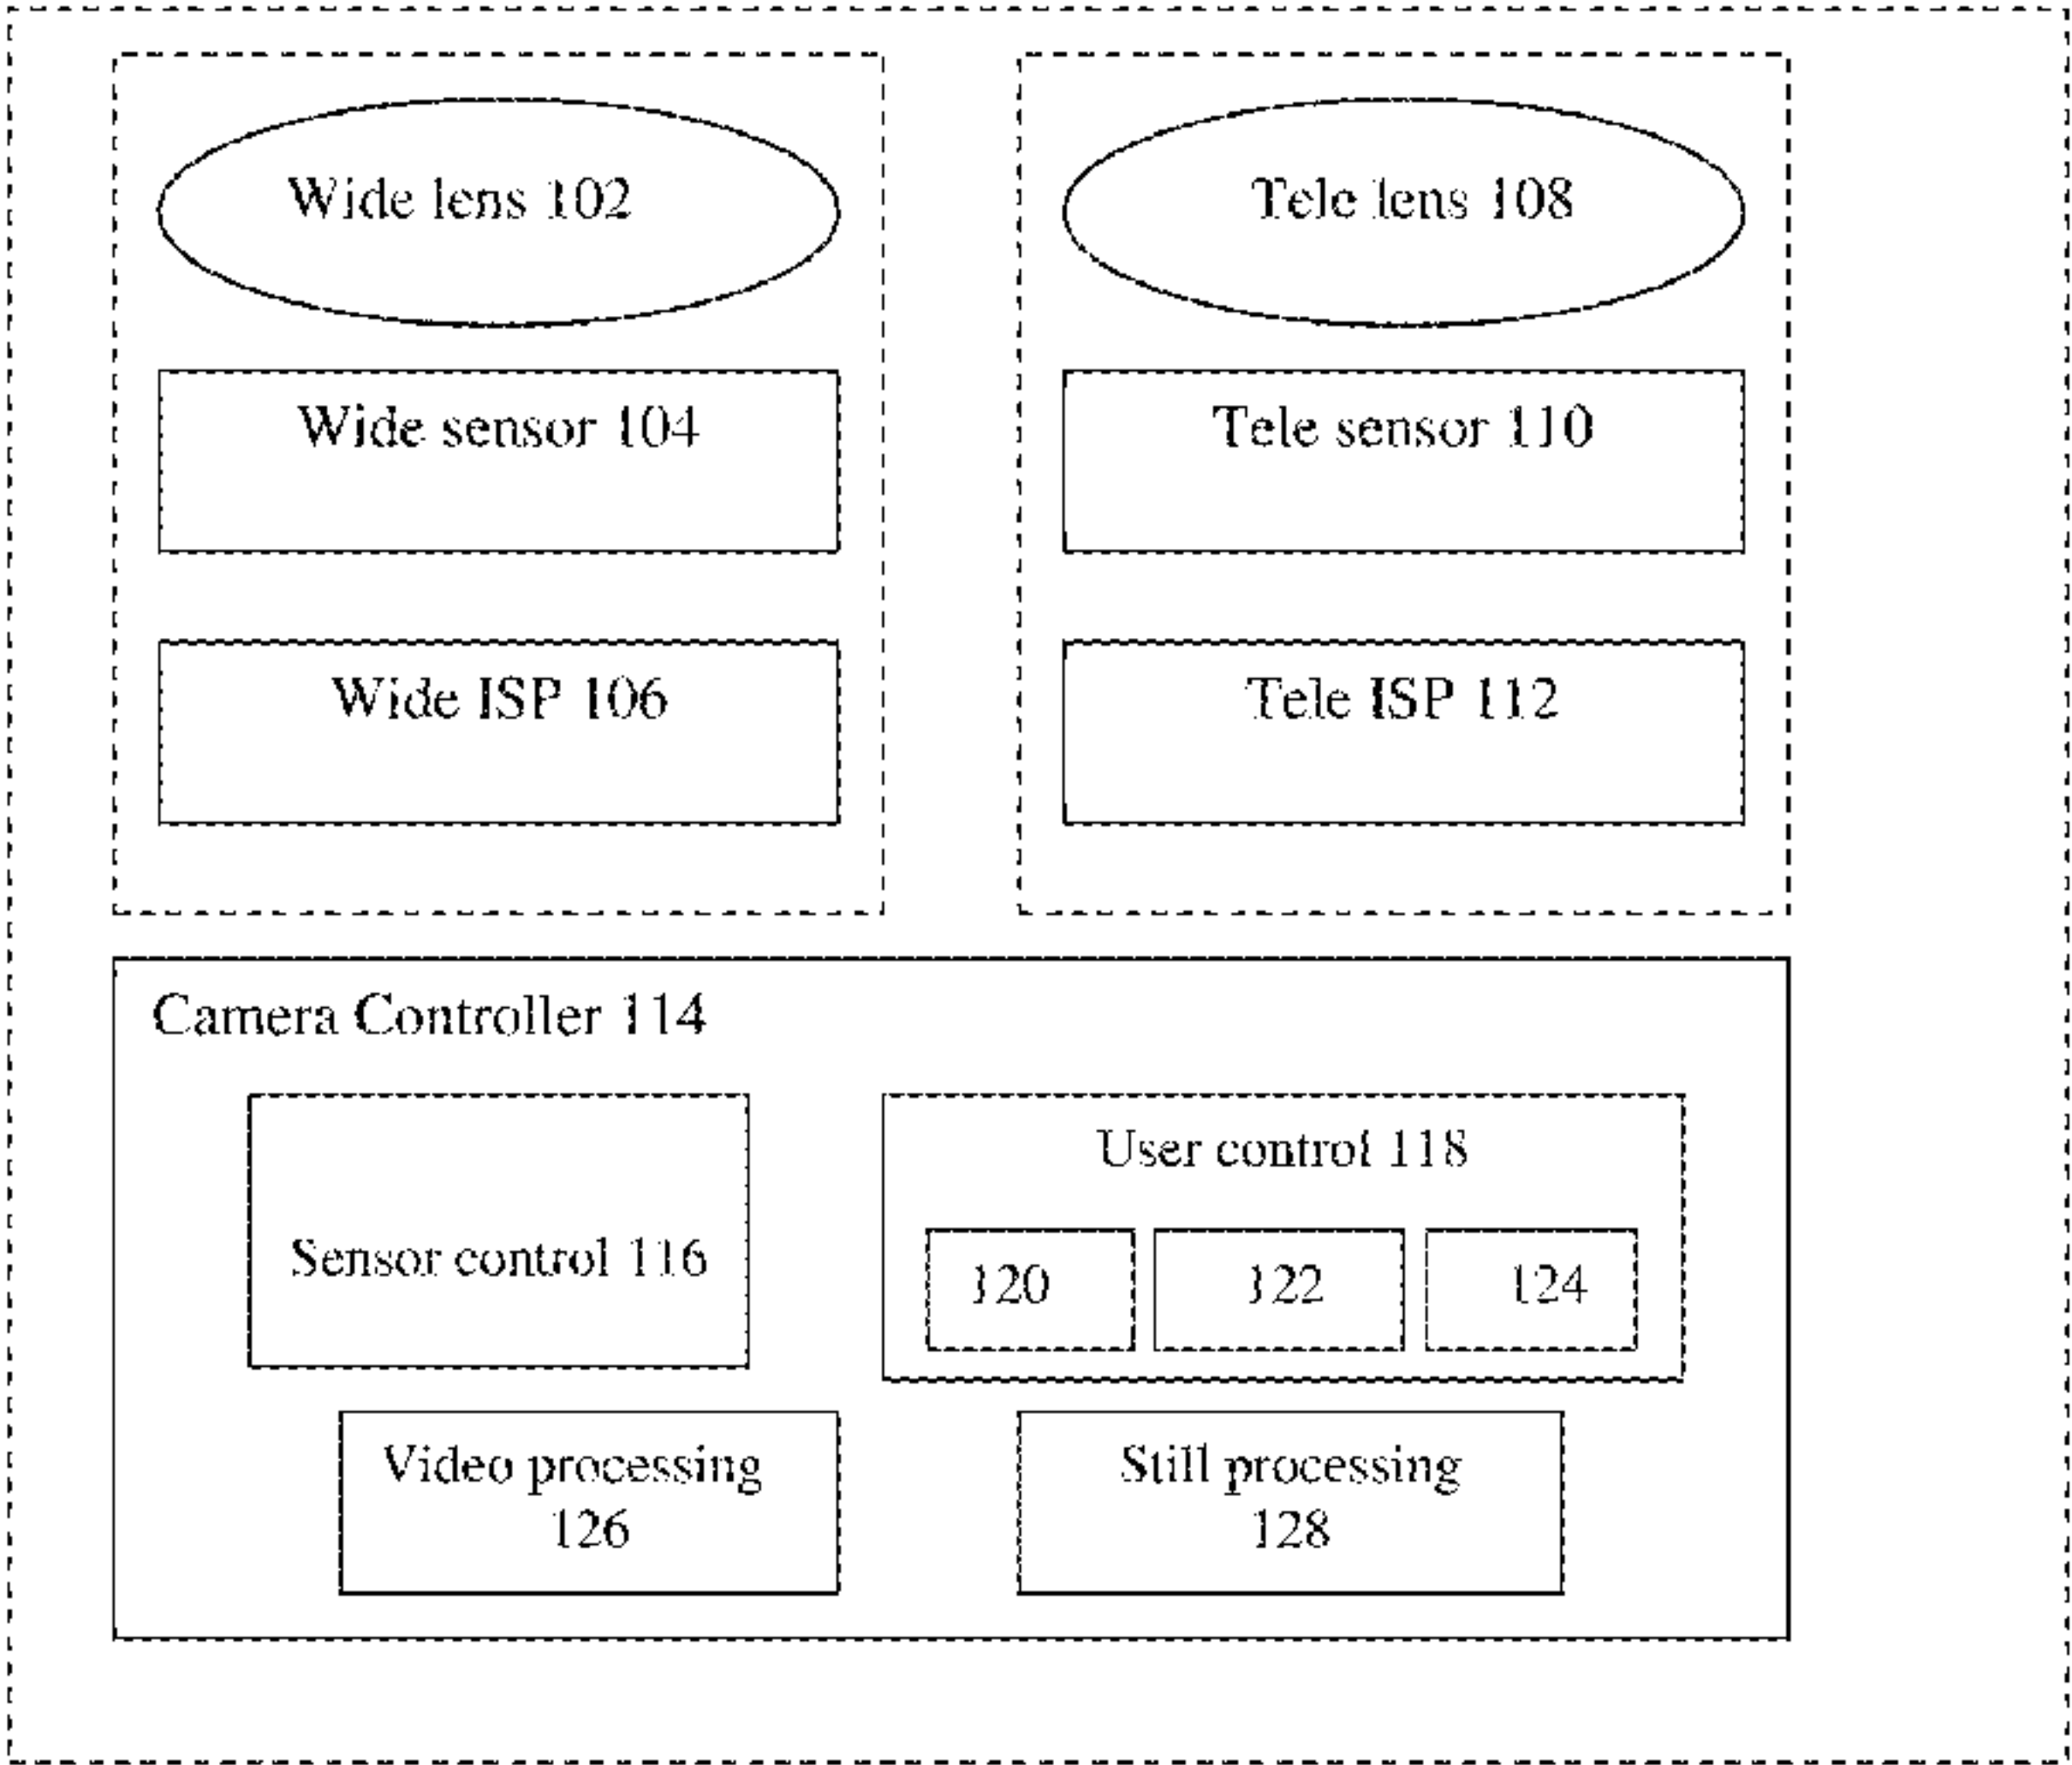 Wide lens 102
Tele lens 108
Wide sensor 104
Tele sensor 110
Wide ISP 106
Tele ISP 112
Camera Controller 114
User control 118
Sensor control 116
120
122
124
Video processing
126
Still processing
128